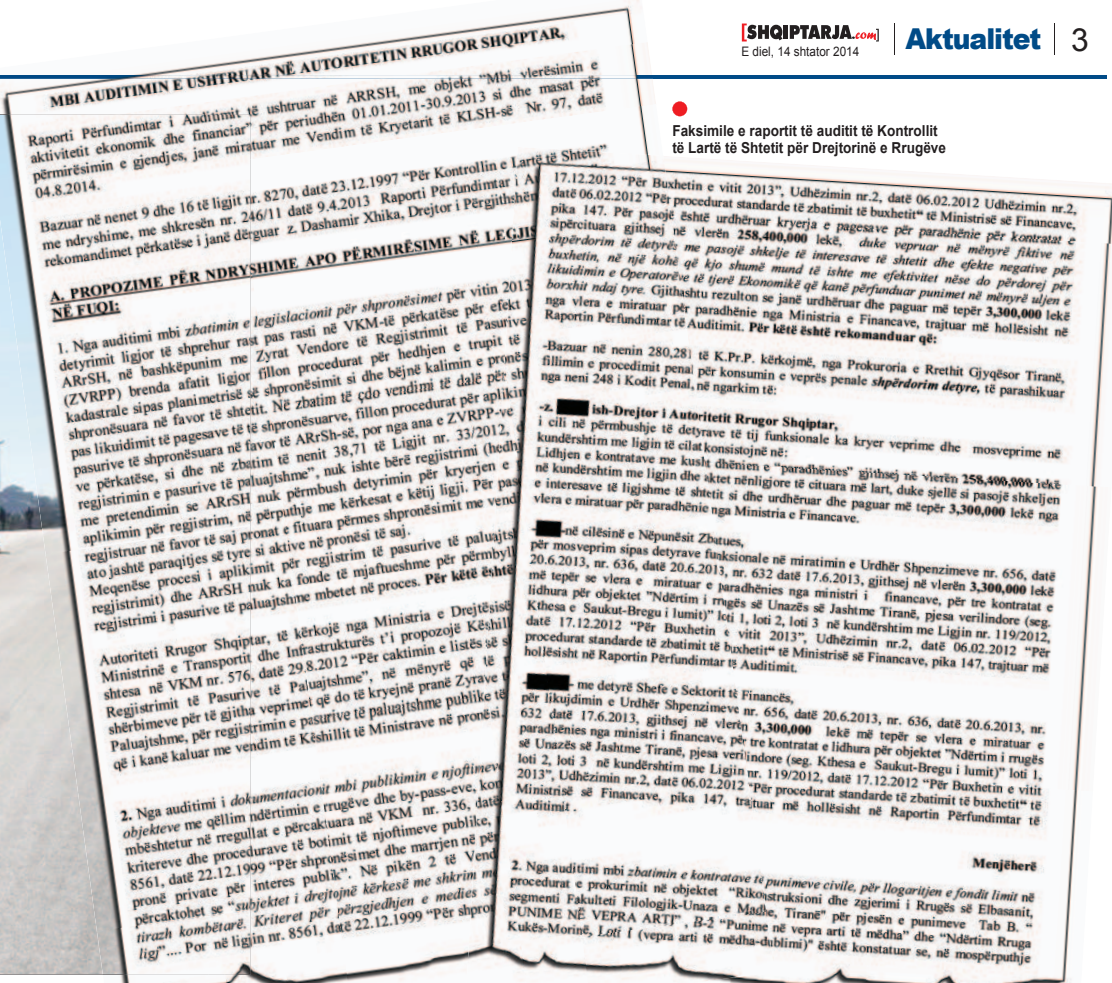 [SHQIPTARJA.com]
E diel, 14 shtator 2014
Aktualitet
3
Faksimile e raportit të auditit të Kontrollit
të Lartë të Shtetit për Drejtorinë e Rrugëve
MBI AUDITIMIN E USHTRUAR NË AUTORITETIN RRUGOR SHQIPTAR,
Raporti Përfundimtar i Auditimit të ushtruar në ARRSH, me objekt "Mbi vlerësimin e
aktivitetit ekonomik dhe financiar" për periudhën 01.01.2011-30.9.2013 si dhe masat për
përmirësimin e gjendjes, janë miratuar me Vendim të Kryetarit të KLSH-së Nr. 97, datë
04.8.2014.
Bazuar në nenet 9 dhe 16 të ligjit nr. 8270, datë 23.12.1997 "Për Kontrollin e Lartë të Shtetit"
me ndryshime, me shkresën nr. 246/11 datë 9.4.2013 Raporti Përfundimtar i A
rekomandimet përkatëse i janë dërguar z. Dashamir Xhika, Drejtor i Përgjithshën
A. PROPOZIME PËR NDRYSHIME APO PËRMIRËSIME NË LEGJIS
NË FUQI:
1. Nga auditimi mbi zbatimin e legjislacionit për shpronësimet për vitin 2013
detyrimit ligjor të shprehur rast pas rasti në VKM-të përkatëse për efekt
ARrSH, në bashkëpunim me Zyrat Vendore të Regjistrimit të Pasurive
(ZVRPP) brenda afatit ligjor fillon procedurat për hedhjen e trupit të
kadastrale sipas planimetrisë së shpronësimit si dhe bëjnë kalimin e pronës
shpronësuara në favor të shtetit. Në zbatim të çdo vendimi të dalë për sh
pas likuidimit të pagesave të të shpronësuarve, fillon procedurat për aplikin
pasurive të shpronësuara në favor të ARrSh-së, por nga ana e ZVRPP-ve
ve përkatëse, si dhe në zbatim të nenit 38,71 të Ligjit nr. 33/2012,
regjistrimin e pasurive të paluajtshme", nuk ishte bërë regjistrimi (hedhj
me pretendimin se ARrSH nuk përmbush detyrimin për kryerjen e
aplikimin për regjistrim, në përputhje me kërkesat e këtij ligji. Për pas
regjistruar në favor të saj pronat e fituara përmes shpronësimit me vend
ato jashtë paraqitjes së tyre si aktive në pronësi të saj.
Meqenëse procesi i aplikimit për regjistrim të pasurive të paluajts
regjistrimit) dhe ARrSH nuk ka fonde të mjaftueshme për përmbyll
regjistrimi i pasurive të paluajtshme mbetet në proces. Për këtë është
Autoriteti Rrugor Shqiptar, të kërkojë nga Ministria e Drejtësisë
Ministrinë e Transportit dhe Infrastrukturës t'i propozojë Këshill
shtesa në VKM nr. 576, datë 29.8.2012 "Për caktimin e listës së s
Regjistrimit të Pasurive të Paluajtshme", në mënyrë që të
shërbimeve për të gjitha veprimet që do të kryejnë pranë Zyrave
Paluajtshme, për regjistrimin e pasurive të paluajtshme publike të
që i kanë kaluar me vendim të Këshillit të Ministrave në pronësi
2. Nga auditimi i dokumentacionit mbi publikimin e njoftimeve
objekteve me qëllim ndërtimin e rrugëve dhe by-pass-eve, kon
mbështetur në rregullat e përcaktuara në VKM nr. 336, datë
kritereve dhe procedurave të botimit të njoftimeve publike,
8561, datë 22.12.1999 "Për shpronësimet dhe marrjen në për
pronë private për interes publik". Në pikën 2 të Vend
përcaktohet se "subjektet i drejtojnë kërkesë me shkrim m
tirazh kombëtarë. Kriteret për përzgjedhjen e medies së
ligj".... Por në ligjin nr. 8561, datë 22.12.1999 "Për shpron
17.12.2012 "Për Buxhetin e vitit 2013", Udhëzimin nr.2, datë 06.02.2012 Udhëzimin nr.2,
datë 06.02.2012 "Për procedurat standarde të zbatimit të buxhetit" të Ministrisë së Financave,
pika 147. Për pasojë është urdhëruar kryerja e pagesave për paradhënie për kontratat e
sipërcituara gjithsej në vlerën 258,400,000 lekë, duke vepruar në mënyrë fiktive në
shpërdorim të detyrës me pasojë shkelje të interesave të shtetit dhe efekte negative për
buxhetin, në një kohë që kjo shumë mund të ishte me efektivitet nëse do përdorej për
likuidimin e Operatorëve të tjerë Ekonomikë që kanë përfunduar punimet në mënyrë uljen e
borxhit ndaj tyre. Gjithashtu rezulton se janë urdhëruar dhe paguar më tepër 3,300,000 lekë
nga vlera e miratuar për paradhënie nga Ministria e Financave, trajtuar më hollësisht në
Raportin Përfundimtar të Auditimit. Për këtë është rekomanduar që:
-Bazuar në nenin 280,281 të K.Pr.P. kërkojmë, nga Prokuroria e Rrethit Gjyqësor Tiranë,
fillimin e procedimit penal për konsumin e veprës penale shpërdorim detyre, të parashikuar
nga neni 248 i Kodit Penal, në ngarkim të:
-z. ish-Drejtor i Autoritetit Rrugor Shqiptar,
i cili në përmbushje të detyrave të tij funksionale ka kryer veprime dhe mosveprime në
kundërshtim me ligjin të cilat konsistojnë në:
Lidhjen e kontratave me kusht dhënien e "paradhënies" gjithsej në vlerën 258,400,000 lekë
në kundërshtim me ligjin dhe aktet nënligjore të cituara më lart, duke sjellë si pasojë shkeljen
e interesave të ligjshme të shtetit si dhe urdhëruar dhe paguar më tepër 3,300,000 lekë nga
vlera e miratuar për paradhënie nga Ministria e Financave.
- -në cilësinë e Nëpunësit Zbatues,
për mosveprim sipas detyrave funksionale në miratimin e Urdhër Shpenzimeve nr. 656, datë
20.6.2013, nr. 636, datë 20.6.2013, nr. 632 datë 17.6.2013, gjithsej në vlerën 3,300,000 lekë
më tepër se vlera e miratuar e paradhënies nga ministri i financave, për tre kontratat e
lidhura për objektet "Ndërtim i rrugës së Unazës së Jashtme Tiranë, pjesa verilindore (seg.
Kthesa e Saukut-Bregu i lumit)" loti 1, loti 2, loti 3 në kundërshtim me Ligjin nr. 119/2012,
datë 17.12.2012 "Për Buxhetin e vitit 2013", Udhëzimin nr.2, datë 06.02.2012 "Për
procedurat standarde të zbatimit të buxhetit" të Ministrisë së Financave, pika 147, trajtuar më
hollësisht në Raportin Përfundimtar të Auditimit.
- - me detyrë Shefe e Sektorit të Financës,
për likujdimin e Urdhër Shpenzimeve nr. 656, datë 20.6.2013, nr. 636, datë 20.6.2013, nr.
632 datë 17.6.2013, gjithsej në vlerën 3,300,000 lekë më tepër se vlera e miratuar e
paradhënies nga ministri i financave, për tre kontratat e lidhura për objektet "Ndërtim i rrugës
së Unazës së Jashtme Tiranë, pjesa verilindore (seg. Kthesa e Saukut-Bregu i lumit)" loti 1,
loti 2, loti 3 në kundërshtim me Ligjin nr. 119/2012, datë 17.12.2012 "Për Buxhetin e vitit
2013", Udhëzimin nr.2, datë 06.02.2012 "Për procedurat standarde të zbatimit të buxhetit" të
Ministrisë së Financave, pika 147, trajtuar më hollësisht në Raportin Përfundimtar të
Auditimit .
Menjëherë
2. Nga auditimi mbi zbatimin e kontratave të punimeve civile, për llogaritjen e fondit limit në
procedurat e prokurimit në objektet "Rikonstruksioni dhe zgjerimi i Rrugës së Elbasanit,
segmenti Fakulteti Filologjik-Unaza e Madhe, Tiranë" për pjesën e punimeve Tab B. "
PUNIME NË VEPRA ARTI", B-2 "Punime në vepra arti të mëdha" dhe "Ndërtim Rruga
Kukës-Morinë, Loti 1 (vepra arti të mëdha-dublimi)" është konstatuar se, në mospërputhje